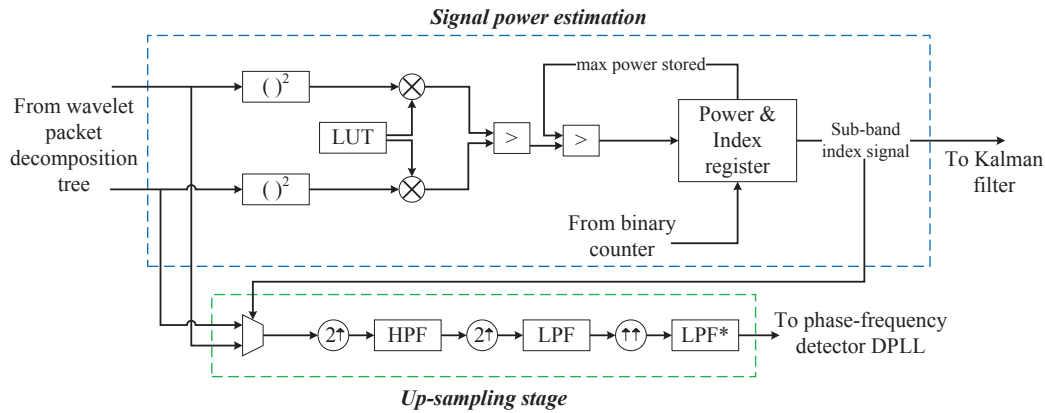 Signal power estimation
From wavelet
packet
decomposition
tree
( )²
LUT
( )²
>
>
max power stored
Power &
Index
register
Sub-band
index signal
To Kalman
filter
From binary
counter
2↑
HPF
2↑
LPF
↑↑
LPF*
To phase-frequency
detector DPLL
Up-sampling stage